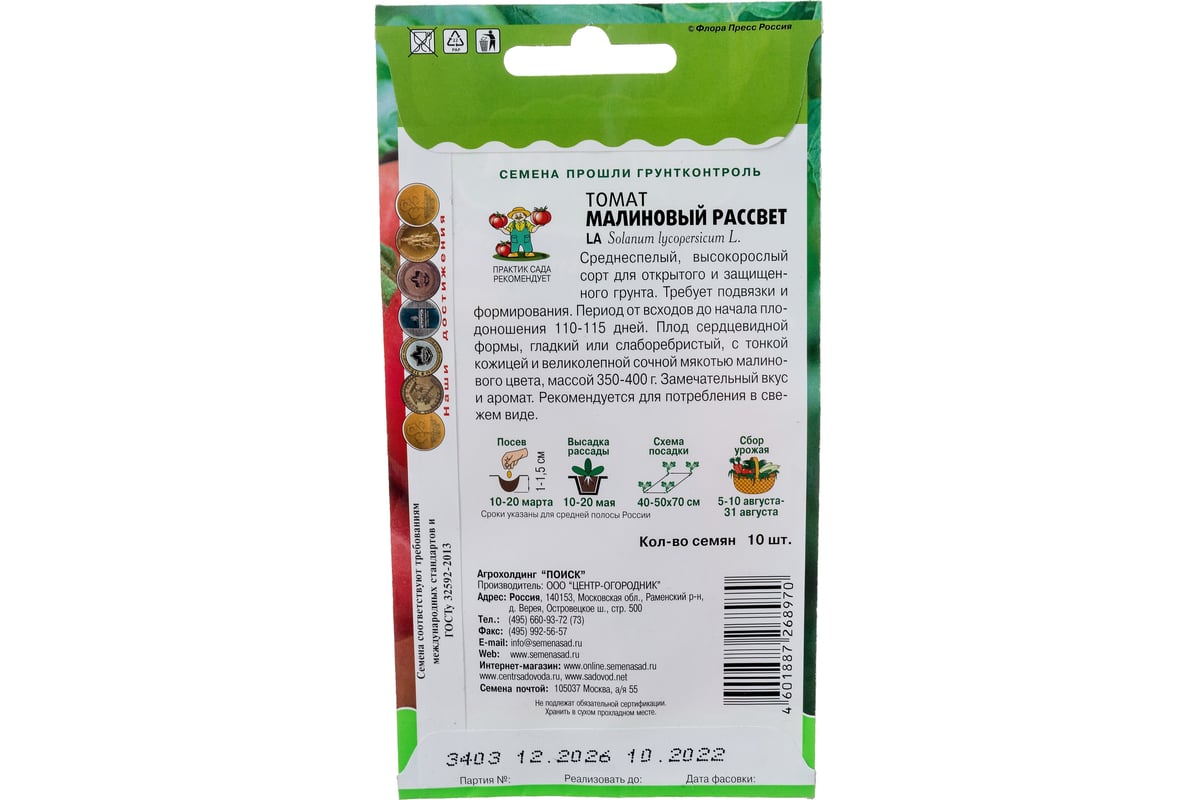 © Флора Пресс Россия
22
PAP
СЕМЕНА ПРОШЛИ ГРУНТКОНТРОЛЬ
ТОМАТ
МАЛИНОВЫЙ РАССВЕТ
LA Solanum lycopersicum L.
ПРАКТИК САДА
РЕКОМЕНДУЕТ
Среднеспелый, высокорослый
сорт для открытого и защищен-
ного грунта. Требует подвязки и
формирования. Период от всходов до начала пло-
доношения 110-115 дней. Плод сердцевидной
формы, гладкий или слаборебристый, с тонкой
кожицей и великолепной сочной мякотью малино-
вого цвета, массой 350-400 г. Замечательный вкус
и аромат. Рекомендуется для потребления в све-
жем виде.
Наши достижения
Посев
1-1,5 см
10-20 марта
Высадка
рассады
10-20 мая
Схема
посадки
40-50х70 см
Сбор
урожая
5-10 августа-
31 августа
Сроки указаны для средней полосы России
Кол-во семян 10 шт.
Семена соответствуют требованиям
международных стандартов и
ГОСТу 32592-2013
Агрохолдинг "ПОИСК"
Производитель: ООО "ЦЕНТР-ОГОРОДНИК"
Адрес: Россия, 140153, Московская обл., Раменский р-н,
д. Верея, Островецкое ш., стр. 500
Тел.: (495) 660-93-72 (73)
Факс: (495) 992-56-57
E-mail: info@semenasad.ru
Web: www.semenasad.ru
Интернет-магазин: www.online.semenasad.ru
www.centrsadovoda.ru, www.sadovod.net
Семена почтой: 105037 Москва, а/я 55
Не подлежат обязательной сертификации.
Хранить в сухом прохладном месте.
4 601887 268970
3403 12.2026 10.2022
Партия №: Реализовать до: Дата фасовки: